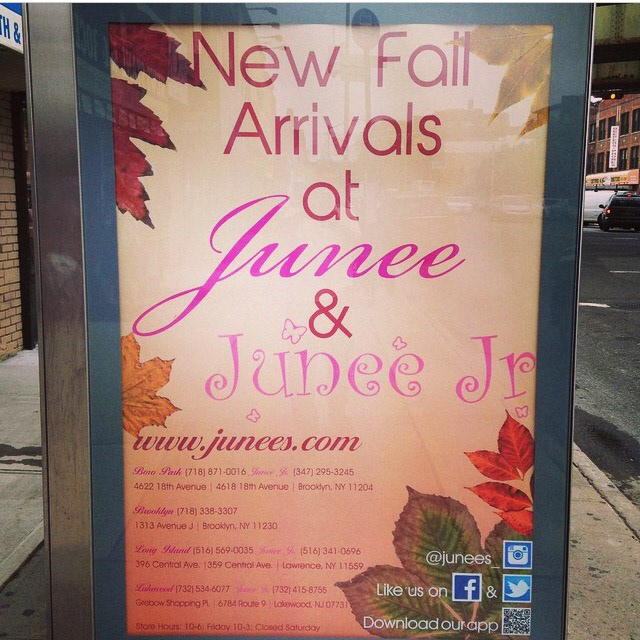 TH &
New Fall
Arrivals
at
Junee
&
Junee Jr
www.junees.com
Boro Park (718) 871-0016 Junee Jr. (347) 295-3245
4622 18th Avenue | 4618 18th Avenue | Brooklyn, NY 11204
Brooklyn (718) 338-3307
1313 Avenue J | Brooklyn, NY 11230
Long Island (516) 569-0035 Junee Jr. (516) 341-0696
396 Central Ave. |359 Central Ave. | Lawrence, NY 11559
Lakewood (732) 534-6077 Junee Jr. (732) 415-8755
Grebow Shopping Pl. | 6784 Route 9 | Lakewood, NJ 07731
Store Hours: 10-6; Friday 10-3; Closed Saturday
@junees_
Like us on f &
Download our app